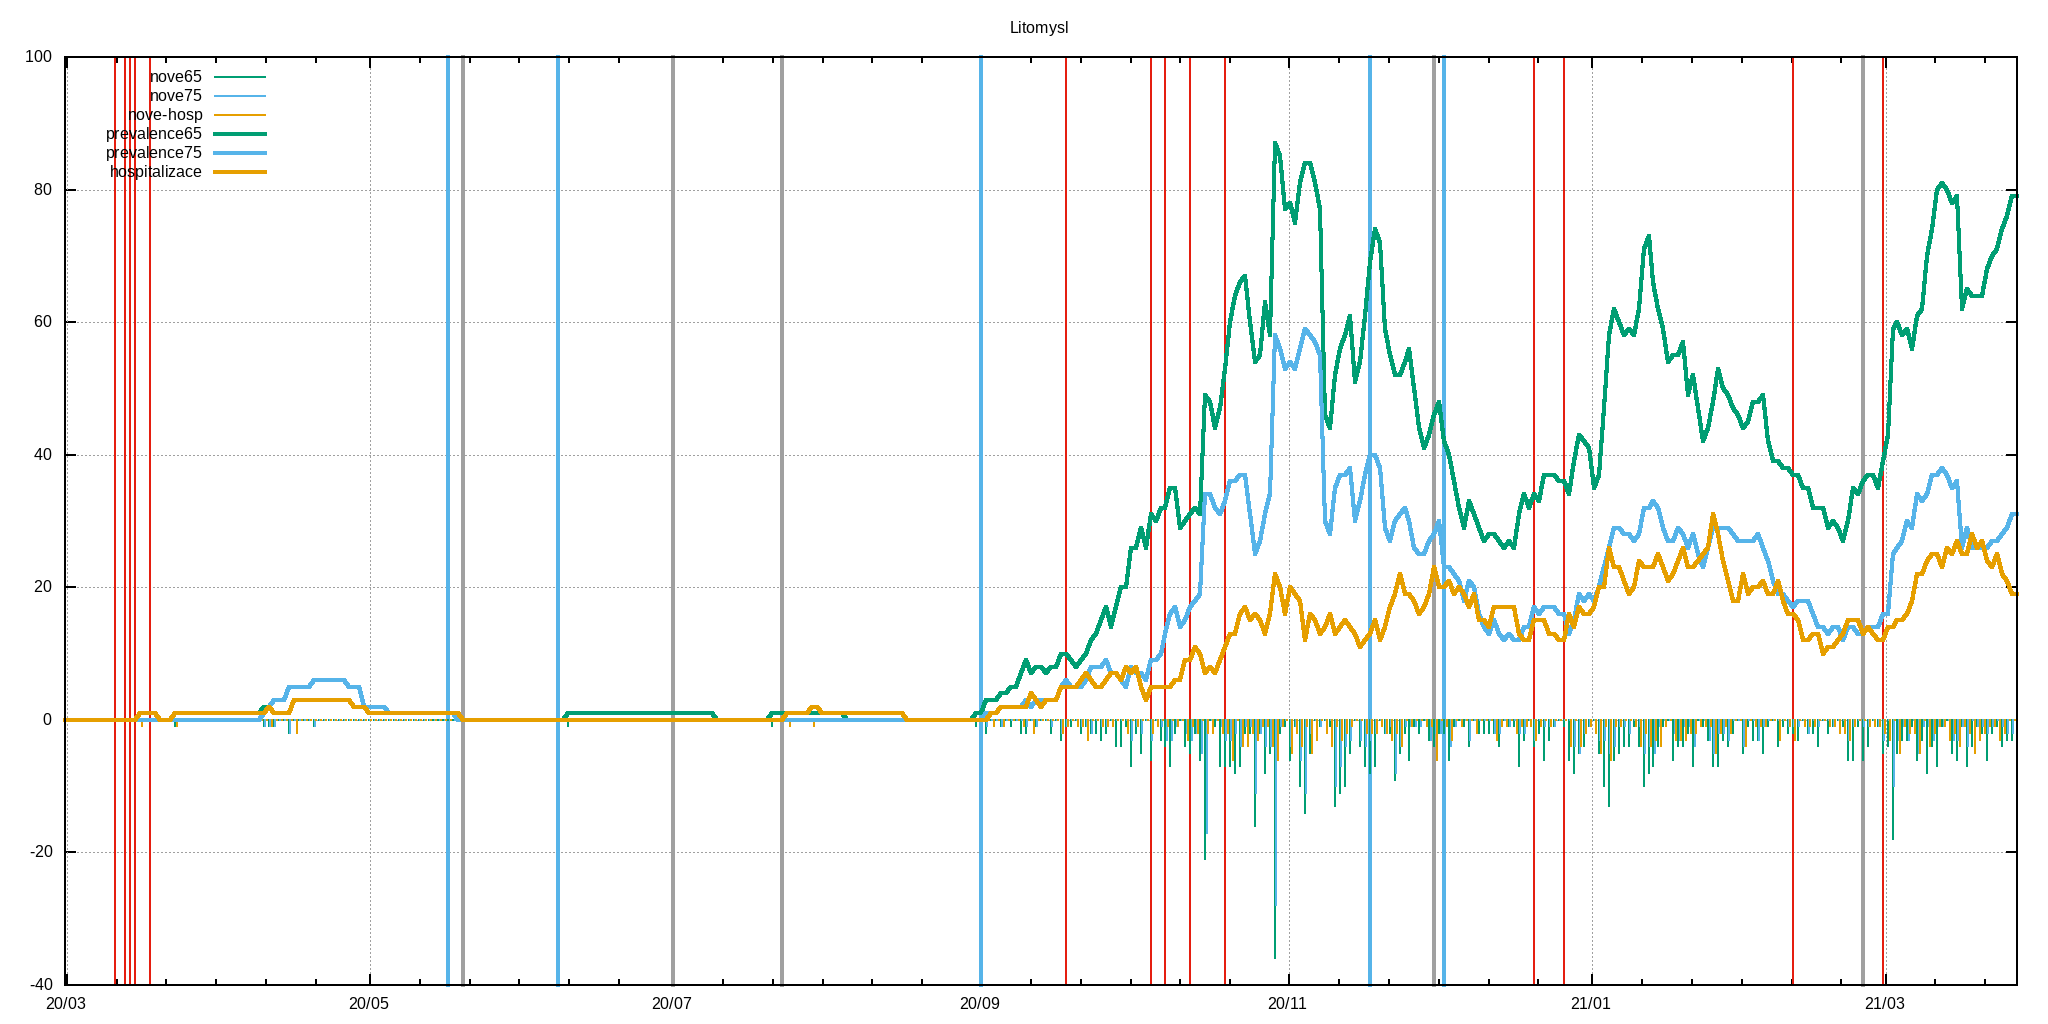 Litomysl
100
80
60
40
20
0
-20
-40
nove65
nove75
nove-hosp
prevalence65
prevalence75
hospitalizace
20/03 20/05 20/07 20/09 20/11 21/01 21/03